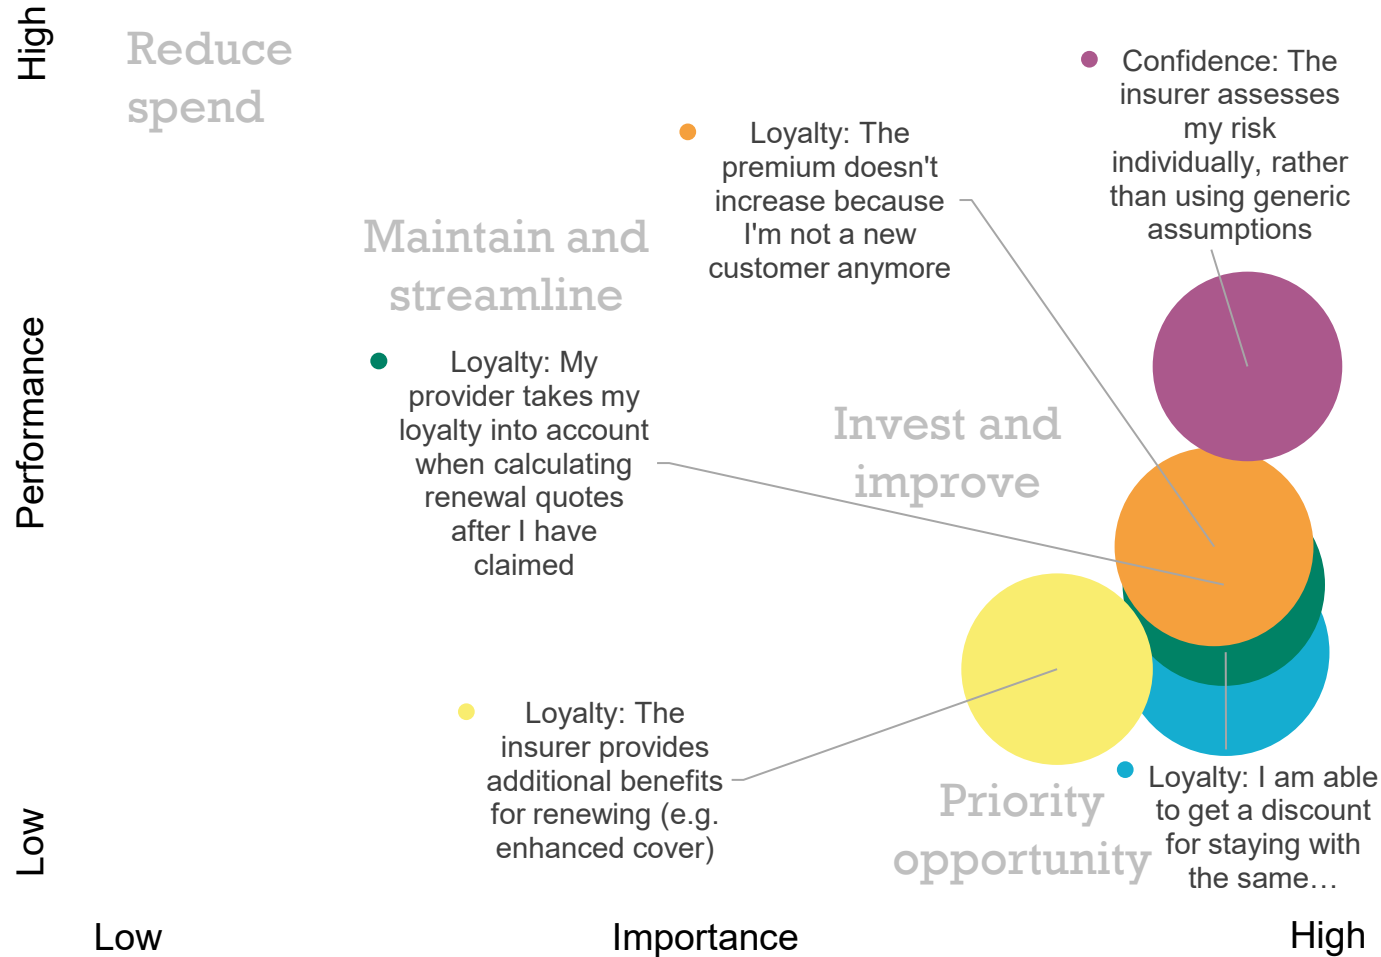 High
Reduce
spend
Confidence: The
insurer assesses
my risk
individually, rather
than using generic
assumptions
Loyalty: The
premium doesn't
increase because
I'm not a new
customer anymore
Maintain and
streamline
Performance
Loyalty: My
provider takes my
loyalty into account
when calculating
renewal quotes
after I have
claimed
Invest and
improve
Loyalty: The
insurer provides
additional benefits
for renewing (e.g.
enhanced cover)
Priority
opportunity
Loyalty: I am able
to get a discount
for staying with
the same…
Low
Low
Importance
High